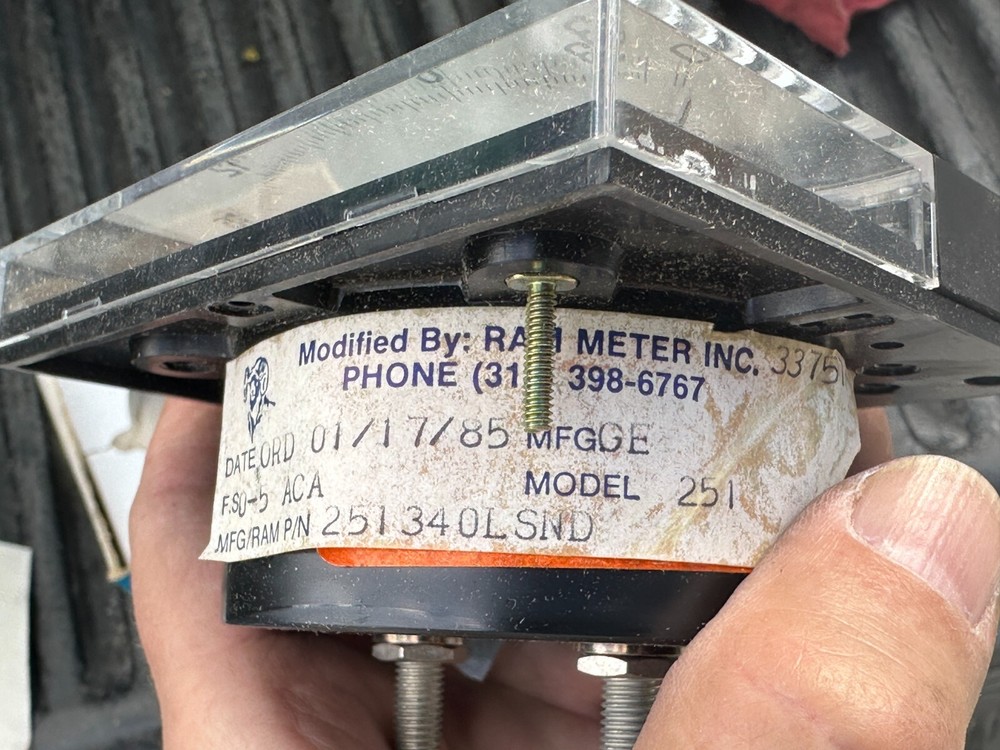 Modified By: RAM METER INC. 3375
PHONE (31 398-6767
DATE ORD 01/17/85 MFG GE
F.S 0-5 ACA MODEL 251
MFG/RAM P/N 251340LSND